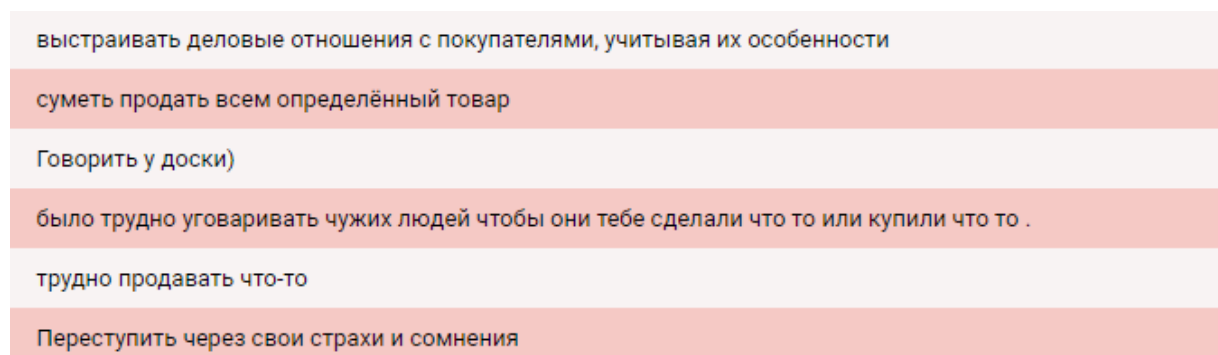 выстраивать деловые отношения с покупателями, учитывая их особенности
суметь продать всем определённый товар
Говорить у доски)
было трудно уговаривать чужих людей чтобы они тебе сделали что то или купили что то .
трудно продавать что-то
Переступить через свои страхи и сомнения